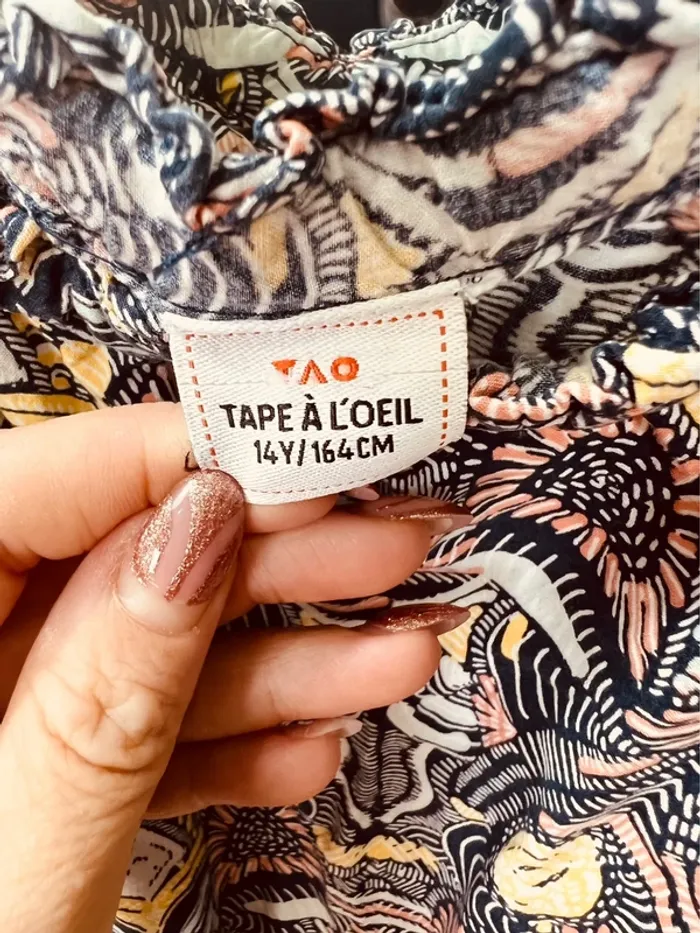 TAO
TAPE À L'OEIL
14Y/164CM